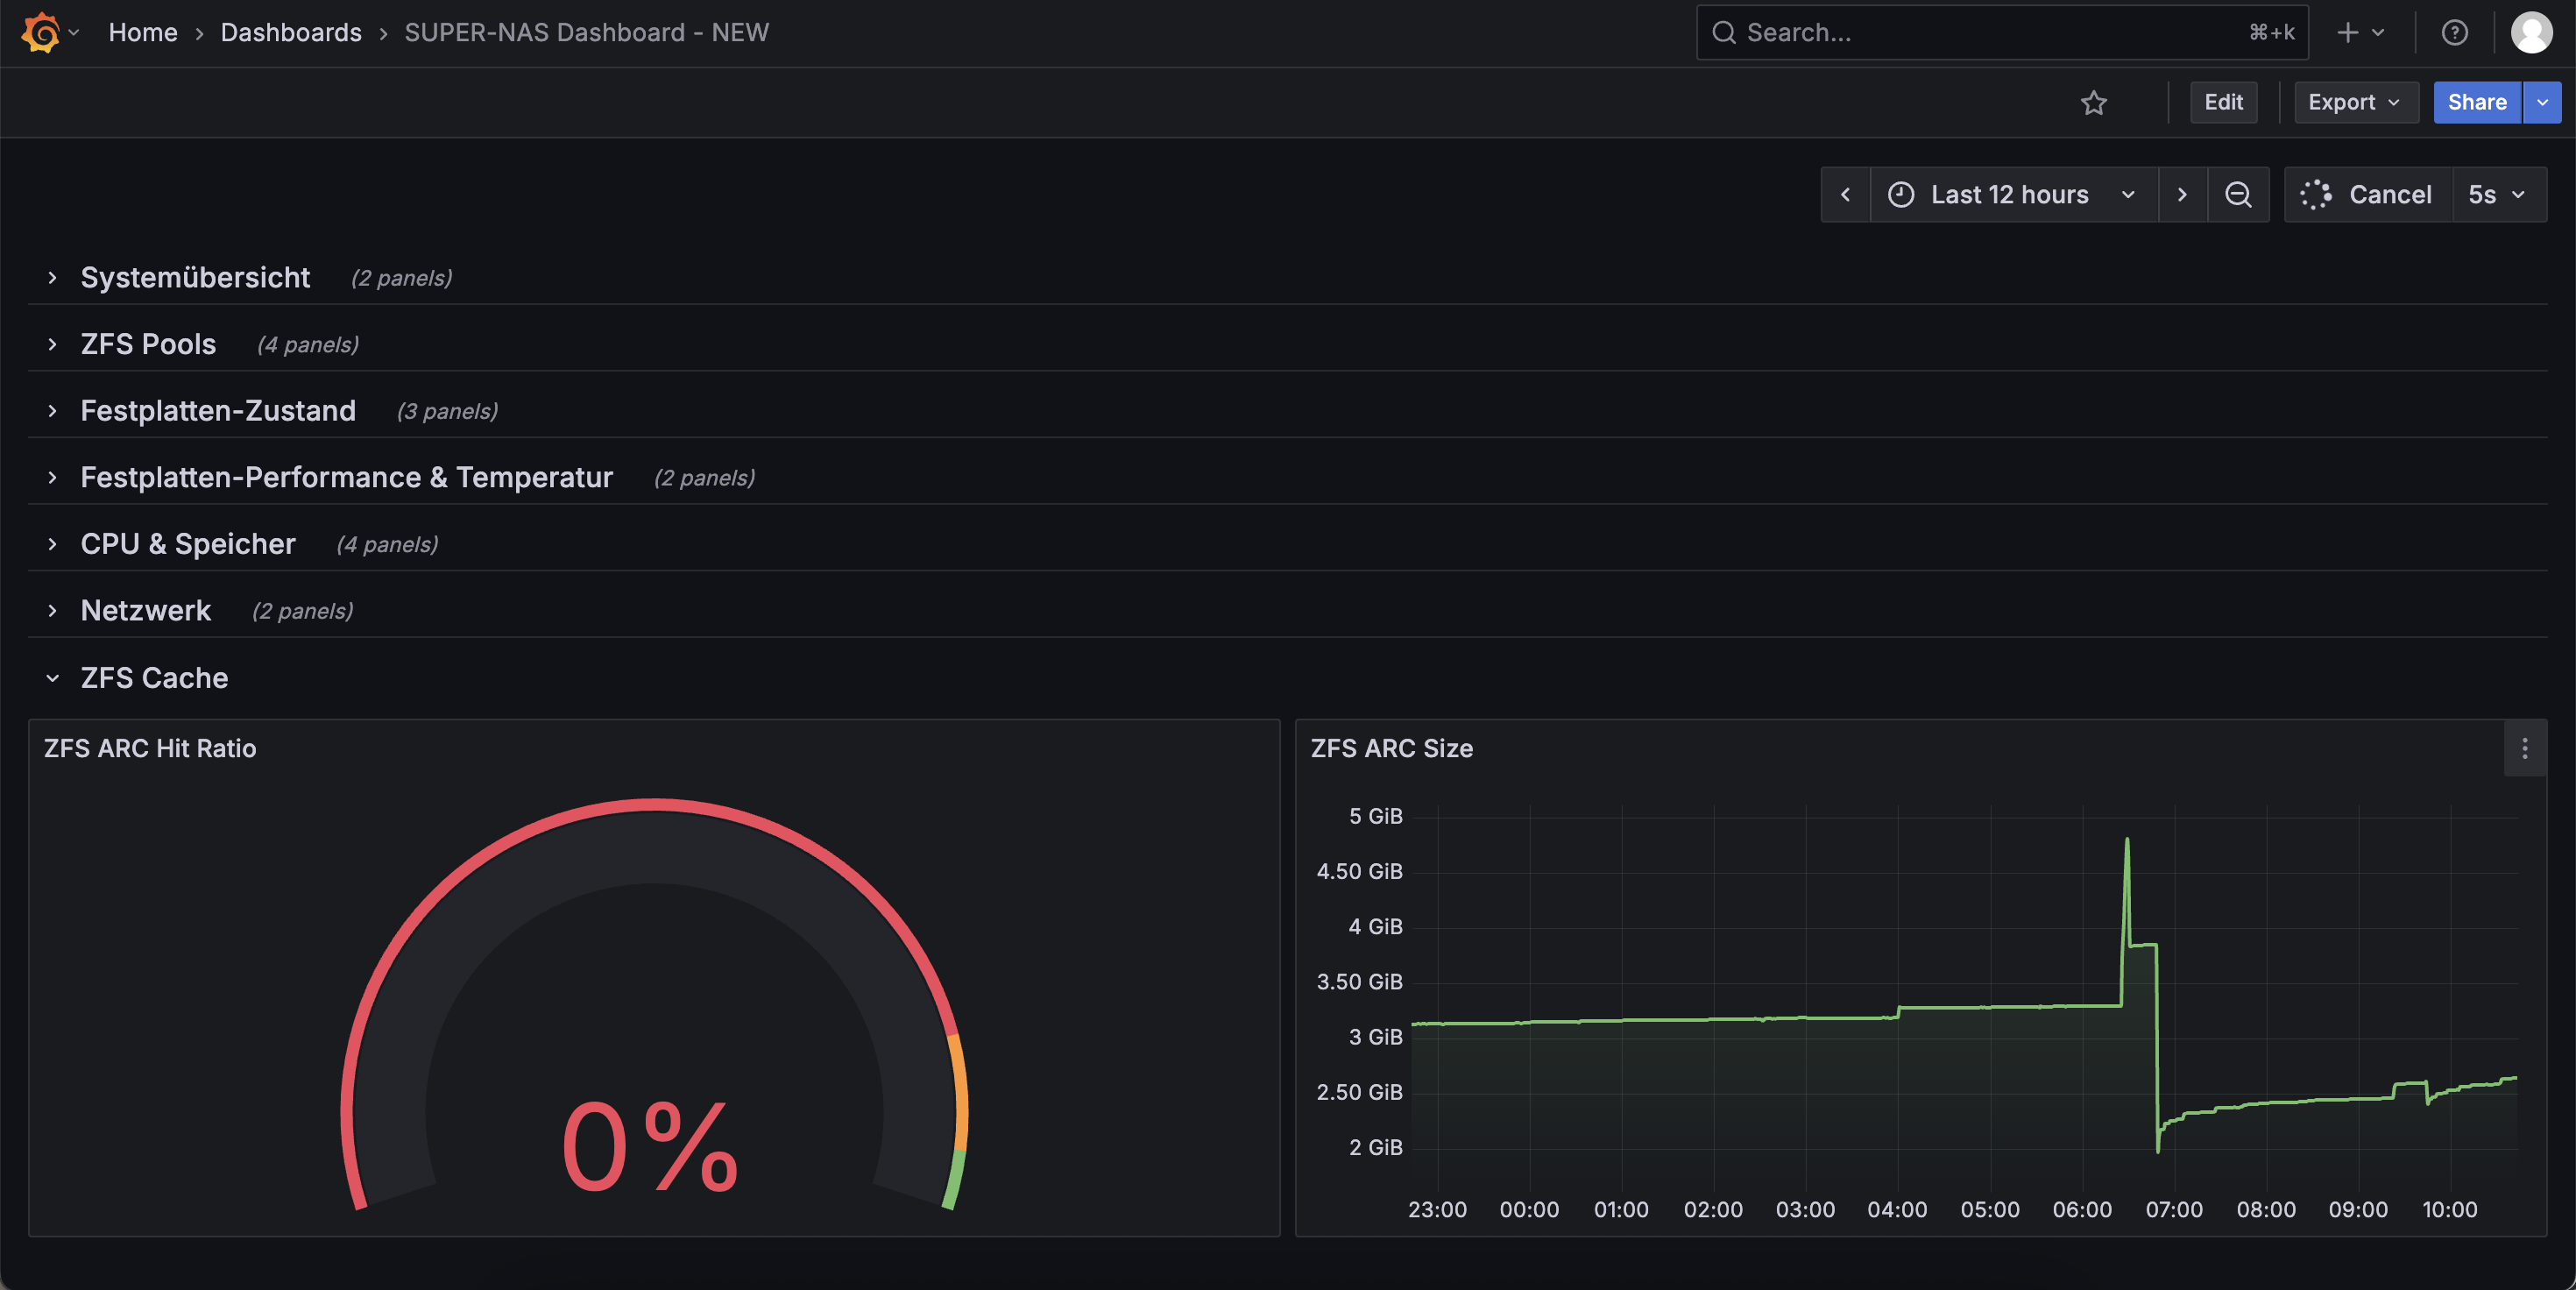 Home › Dashboards › SUPER-NAS Dashboard - NEW
Search...
⌘+k
Edit
Export
Share
Last 12 hours
Cancel
5s
Systemübersicht (2 panels)
ZFS Pools (4 panels)
Festplatten-Zustand (3 panels)
Festplatten-Performance & Temperatur (2 panels)
CPU & Speicher (4 panels)
Netzwerk (2 panels)
ZFS Cache
ZFS ARC Hit Ratio
0%
ZFS ARC Size
5 GiB
4.50 GiB
4 GiB
3.50 GiB
3 GiB
2.50 GiB
2 GiB
23:00 00:00 01:00 02:00 03:00 04:00 05:00 06:00 07:00 08:00 09:00 10:00